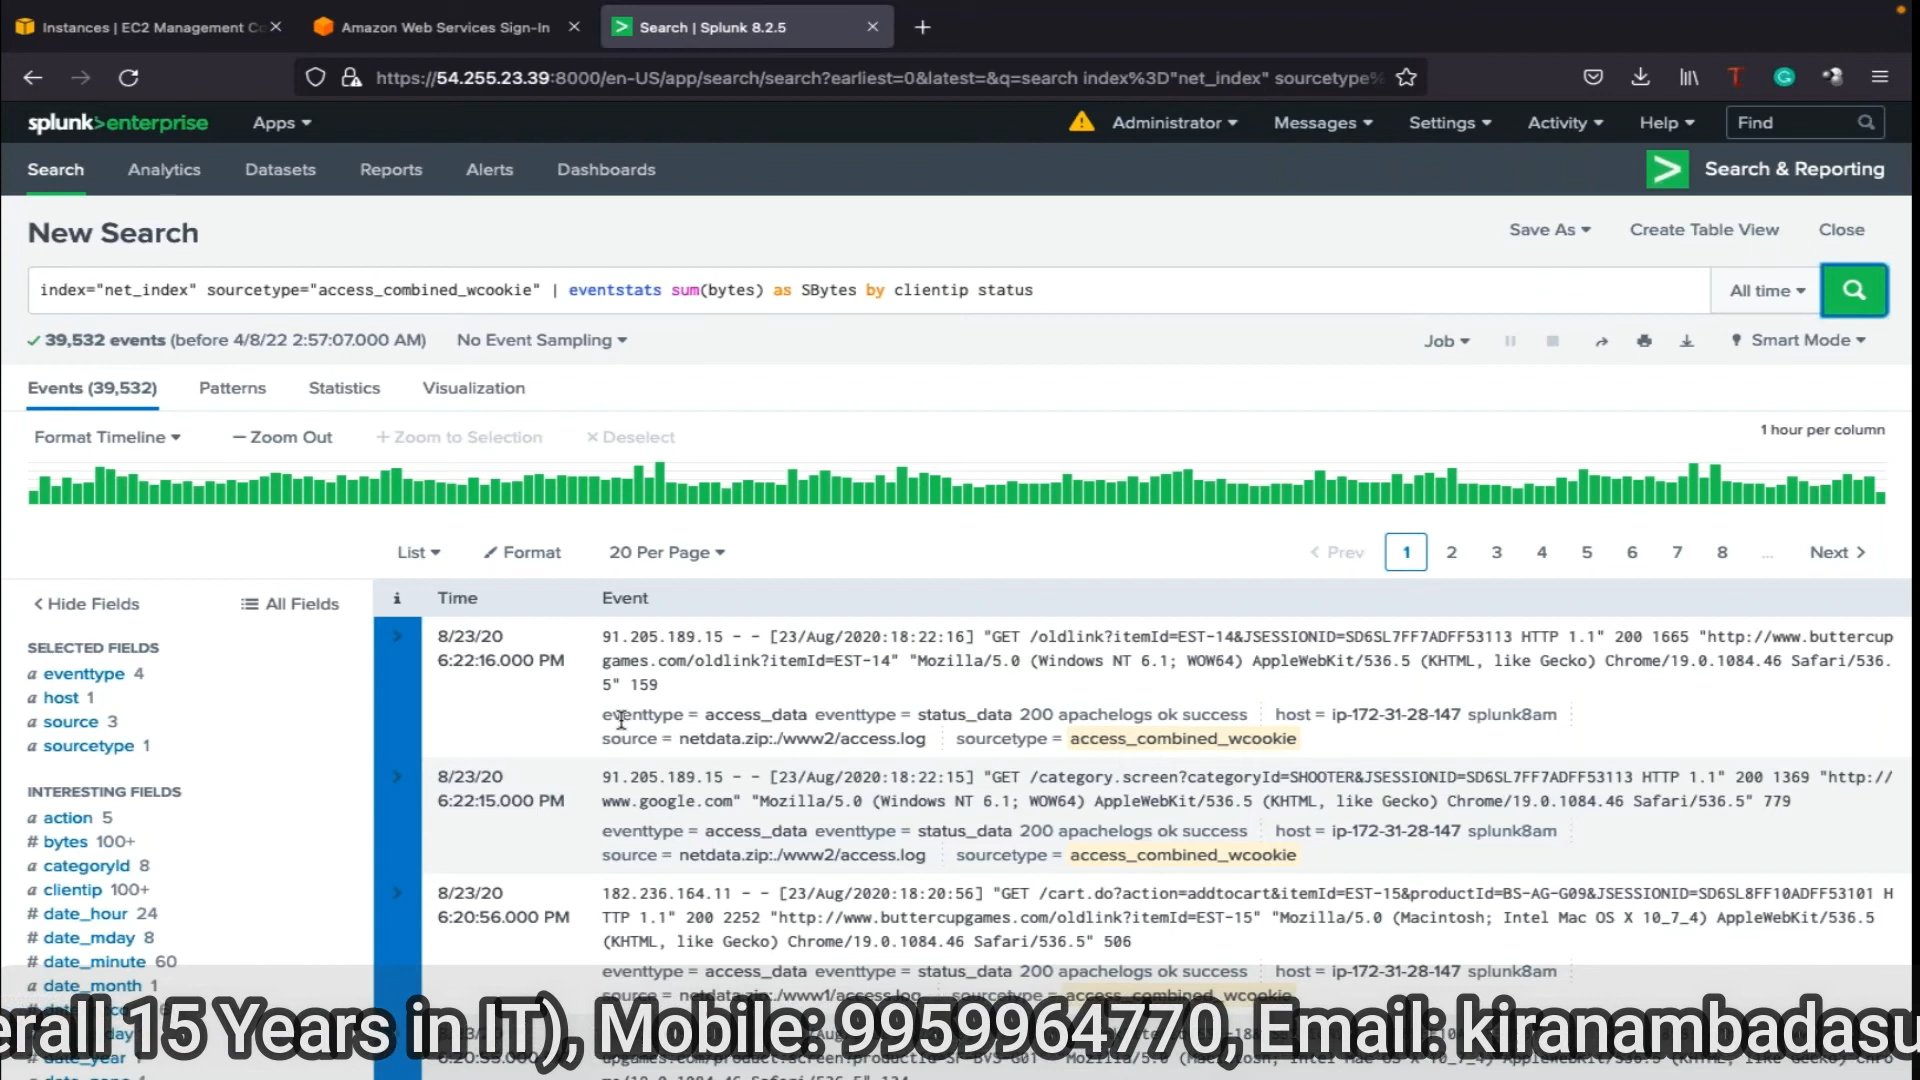 Instances | EC2 Management Co
Amazon Web Services Sign-In
Search | Splunk 8.2.5
https://54.255.23.39:8000/en-US/app/search/search?earliest=0&latest=&q=search index%3D"net_index" sourcetype%
splunk>enterprise Apps Administrator Messages Settings Activity Help Find
Search Analytics Datasets Reports Alerts Dashboards Search & Reporting
New Search Save As Create Table View Close
index="net_index" sourcetype="access_combined_wcookie" | eventstats sum(bytes) as SBytes by clientip status All time
39,532 events (before 4/8/22 2:57:07.000 AM) No Event Sampling Job Smart Mode
Events (39,532) Patterns Statistics Visualization
Format Timeline — Zoom Out + Zoom to Selection × Deselect 1 hour per column
List Format 20 Per Page < Prev 1 2 3 4 5 6 7 8 ... Next >
< Hide Fields All Fields
SELECTED FIELDS
a eventtype 4
a host 1
a source 3
a sourcetype 1
INTERESTING FIELDS
a action 5
# bytes 100+
a categoryId 8
a clientip 100+
# date_hour 24
# date_mday 8
# date_minute 60
a date_month 1
# date_year 1
i Time Event
8/23/20
6:22:16.000 PM
91.205.189.15 - - [23/Aug/2020:18:22:16] "GET /oldlink?itemId=EST-14&JSESSIONID=SD6SL7FF7ADFF53113 HTTP 1.1" 200 1665 "http://www.buttercup
games.com/oldlink?itemId=EST-14" "Mozilla/5.0 (Windows NT 6.1; WOW64) AppleWebKit/536.5 (KHTML, like Gecko) Chrome/19.0.1084.46 Safari/536.
5" 159
eventtype = access_data eventtype = status_data 200 apachelogs ok success host = ip-172-31-28-147 splunk8am
source = netdata.zip:./www2/access.log sourcetype = access_combined_wcookie
8/23/20
6:22:15.000 PM
91.205.189.15 - - [23/Aug/2020:18:22:15] "GET /category.screen?categoryId=SHOOTER&JSESSIONID=SD6SL7FF7ADFF53113 HTTP 1.1" 200 1369 "http://
www.google.com" "Mozilla/5.0 (Windows NT 6.1; WOW64) AppleWebKit/536.5 (KHTML, like Gecko) Chrome/19.0.1084.46 Safari/536.5" 779
eventtype = access_data eventtype = status_data 200 apachelogs ok success host = ip-172-31-28-147 splunk8am
source = netdata.zip:./www2/access.log sourcetype = access_combined_wcookie
8/23/20
6:20:56.000 PM
182.236.164.11 - - [23/Aug/2020:18:20:56] "GET /cart.do?action=addtocart&itemId=EST-15&productId=BS-AG-G09&JSESSIONID=SD6SL8FF10ADFF53101 H
TTP 1.1" 200 2252 "http://www.buttercupgames.com/oldlink?itemId=EST-15" "Mozilla/5.0 (Macintosh; Intel Mac OS X 10_7_4) AppleWebKit/536.5
(KHTML, like Gecko) Chrome/19.0.1084.46 Safari/536.5" 506
eventtype = access_data eventtype = status_data 200 apachelogs ok success host = ip-172-31-28-147 splunk8am
source = netdata.zip:./www1/access.log sourcetype = access_combined_wcookie
erall 15 Years in IT), Mobile: 9959964770, Email: kiranambadasu